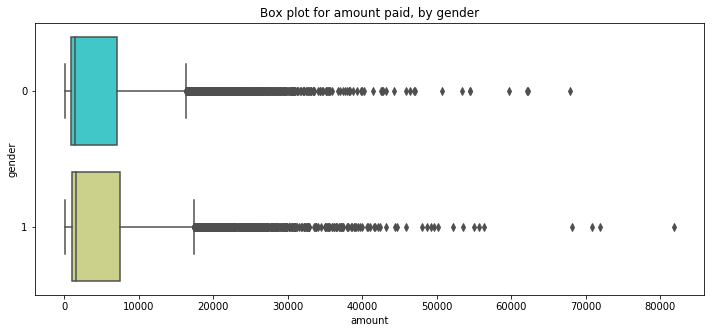 Box plot for amount paid, by gender
0
1
gender
0 10000 20000 30000 40000 50000 60000 70000 80000
amount